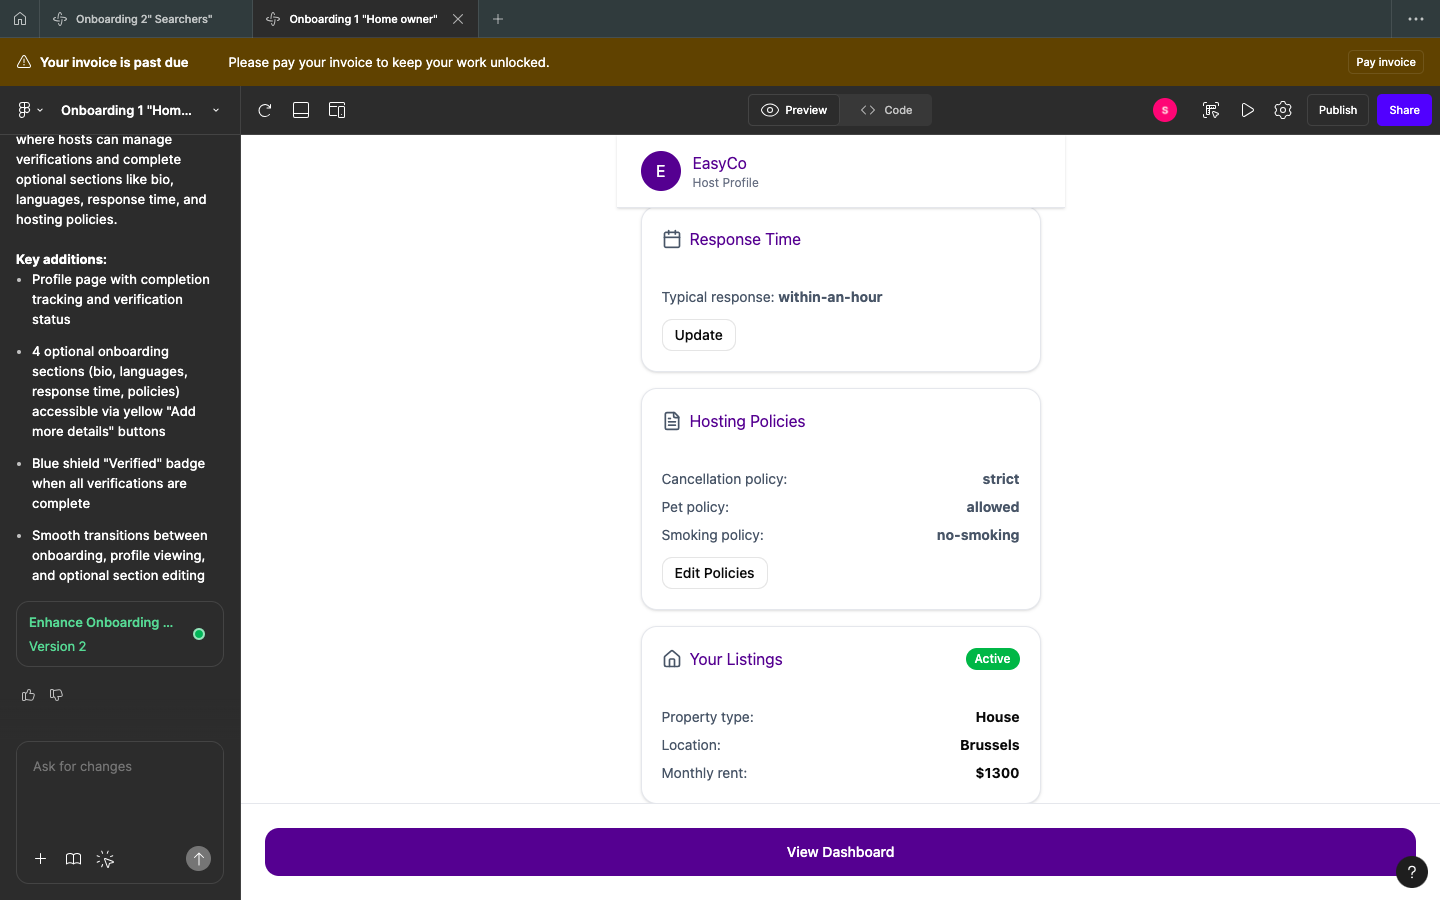 Onboarding 2" Searchers"
Onboarding 1 "Home owner"
Your invoice is past due
Please pay your invoice to keep your work unlocked.
Pay invoice
Onboarding 1 "Hom...
Preview
Code
S
Publish
Share
where hosts can manage
verifications and complete
optional sections like bio,
languages, response time, and
hosting policies.
Key additions:
• Profile page with completion
tracking and verification
status
• 4 optional onboarding
sections (bio, languages,
response time, policies)
accessible via yellow "Add
more details" buttons
• Blue shield "Verified" badge
when all verifications are
complete
• Smooth transitions between
onboarding, profile viewing,
and optional section editing
Enhance Onboarding ...
Version 2
Ask for changes
E
EasyCo
Host Profile
Response Time
Typical response: within-an-hour
Update
Hosting Policies
Cancellation policy: strict
Pet policy: allowed
Smoking policy: no-smoking
Edit Policies
Your Listings
Active
Property type: House
Location: Brussels
Monthly rent: $1300
View Dashboard
?